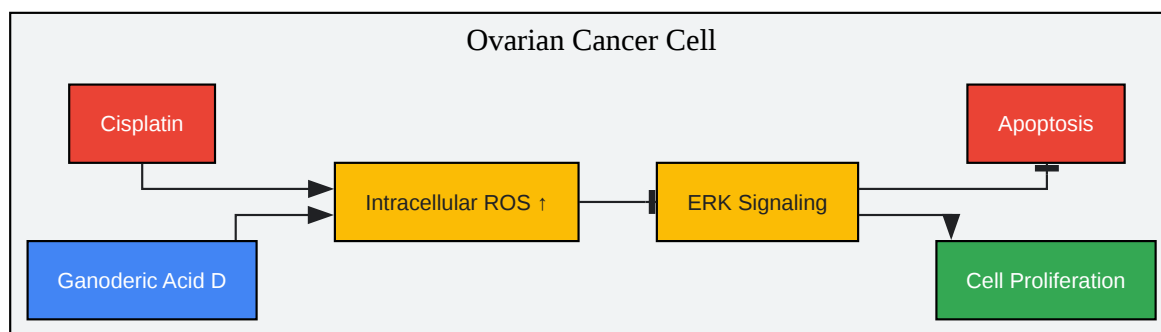 Ovarian Cancer Cell
Cisplatin
Apoptosis
Intracellular ROS ↑
ERK Signaling
Ganoderic Acid D
Cell Proliferation